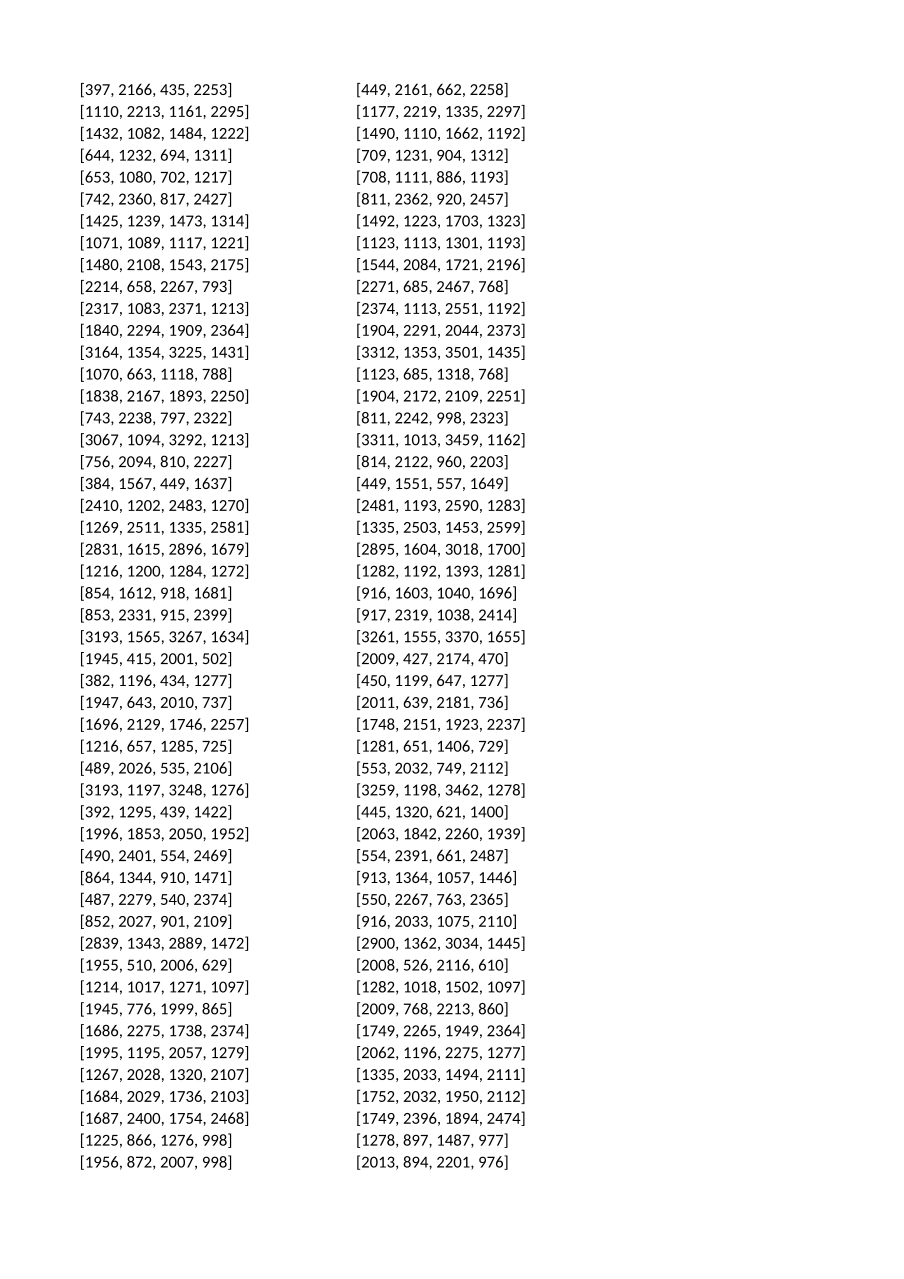 [397, 2166, 435, 2253] [449, 2161, 662, 2258]
[1110, 2213, 1161, 2295] [1177, 2219, 1335, 2297]
[1432, 1082, 1484, 1222] [1490, 1110, 1662, 1192]
[644, 1232, 694, 1311] [709, 1231, 904, 1312]
[653, 1080, 702, 1217] [708, 1111, 886, 1193]
[742, 2360, 817, 2427] [811, 2362, 920, 2457]
[1425, 1239, 1473, 1314] [1492, 1223, 1703, 1323]
[1071, 1089, 1117, 1221] [1123, 1113, 1301, 1193]
[1480, 2108, 1543, 2175] [1544, 2084, 1721, 2196]
[2214, 658, 2267, 793] [2271, 685, 2467, 768]
[2317, 1083, 2371, 1213] [2374, 1113, 2551, 1192]
[1840, 2294, 1909, 2364] [1904, 2291, 2044, 2373]
[3164, 1354, 3225, 1431] [3312, 1353, 3501, 1435]
[1070, 663, 1118, 788] [1123, 685, 1318, 768]
[1838, 2167, 1893, 2250] [1904, 2172, 2109, 2251]
[743, 2238, 797, 2322] [811, 2242, 998, 2323]
[3067, 1094, 3292, 1213] [3311, 1013, 3459, 1162]
[756, 2094, 810, 2227] [814, 2122, 960, 2203]
[384, 1567, 449, 1637] [449, 1551, 557, 1649]
[2410, 1202, 2483, 1270] [2481, 1193, 2590, 1283]
[1269, 2511, 1335, 2581] [1335, 2503, 1453, 2599]
[2831, 1615, 2896, 1679] [2895, 1604, 3018, 1700]
[1216, 1200, 1284, 1272] [1282, 1192, 1393, 1281]
[854, 1612, 918, 1681] [916, 1603, 1040, 1696]
[853, 2331, 915, 2399] [917, 2319, 1038, 2414]
[3193, 1565, 3267, 1634] [3261, 1555, 3370, 1655]
[1945, 415, 2001, 502] [2009, 427, 2174, 470]
[382, 1196, 434, 1277] [450, 1199, 647, 1277]
[1947, 643, 2010, 737] [2011, 639, 2181, 736]
[1696, 2129, 1746, 2257] [1748, 2151, 1923, 2237]
[1216, 657, 1285, 725] [1281, 651, 1406, 729]
[489, 2026, 535, 2106] [553, 2032, 749, 2112]
[3193, 1197, 3248, 1276] [3259, 1198, 3462, 1278]
[392, 1295, 439, 1422] [445, 1320, 621, 1400]
[1996, 1853, 2050, 1952] [2063, 1842, 2260, 1939]
[490, 2401, 554, 2469] [554, 2391, 661, 2487]
[864, 1344, 910, 1471] [913, 1364, 1057, 1446]
[487, 2279, 540, 2374] [550, 2267, 763, 2365]
[852, 2027, 901, 2109] [916, 2033, 1075, 2110]
[2839, 1343, 2889, 1472] [2900, 1362, 3034, 1445]
[1955, 510, 2006, 629] [2008, 526, 2116, 610]
[1214, 1017, 1271, 1097] [1282, 1018, 1502, 1097]
[1945, 776, 1999, 865] [2009, 768, 2213, 860]
[1686, 2275, 1738, 2374] [1749, 2265, 1949, 2364]
[1995, 1195, 2057, 1279] [2062, 1196, 2275, 1277]
[1267, 2028, 1320, 2107] [1335, 2033, 1494, 2111]
[1684, 2029, 1736, 2103] [1752, 2032, 1950, 2112]
[1687, 2400, 1754, 2468] [1749, 2396, 1894, 2474]
[1225, 866, 1276, 998] [1278, 897, 1487, 977]
[1956, 872, 2007, 998] [2013, 894, 2201, 976]